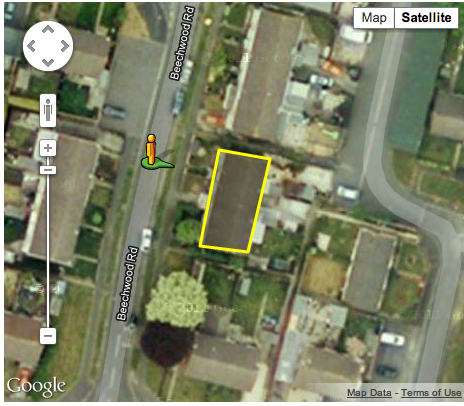 Map Satellite
Beechwood Rd
Beechwood Rd
Google
Map Data - Terms of Use